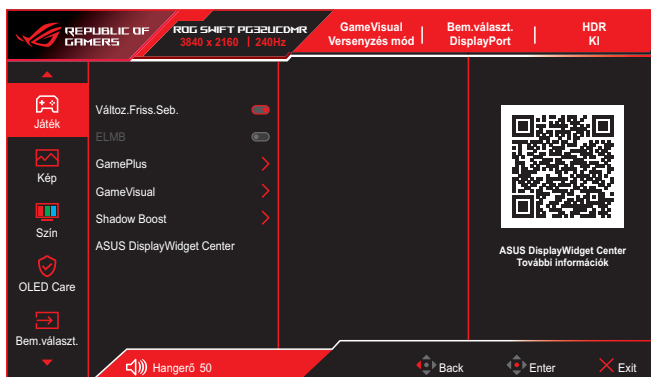 REPUBLIC OF
GAMERS
ROG SWIFT PG32UCDMR
3840 x 2160 | 240Hz
GameVisual
Versenyzés mód
Bem.választ.
DisplayPort
HDR
KI
Játék
Kép
Szín
OLED Care
Bem.választ.
Változ.Friss.Seb.
ELMB
GamePlus
GameVisual
Shadow Boost
ASUS DisplayWidget Center
ASUS DisplayWidget Center
További információk
Hangerő 50
Back
Enter
Exit